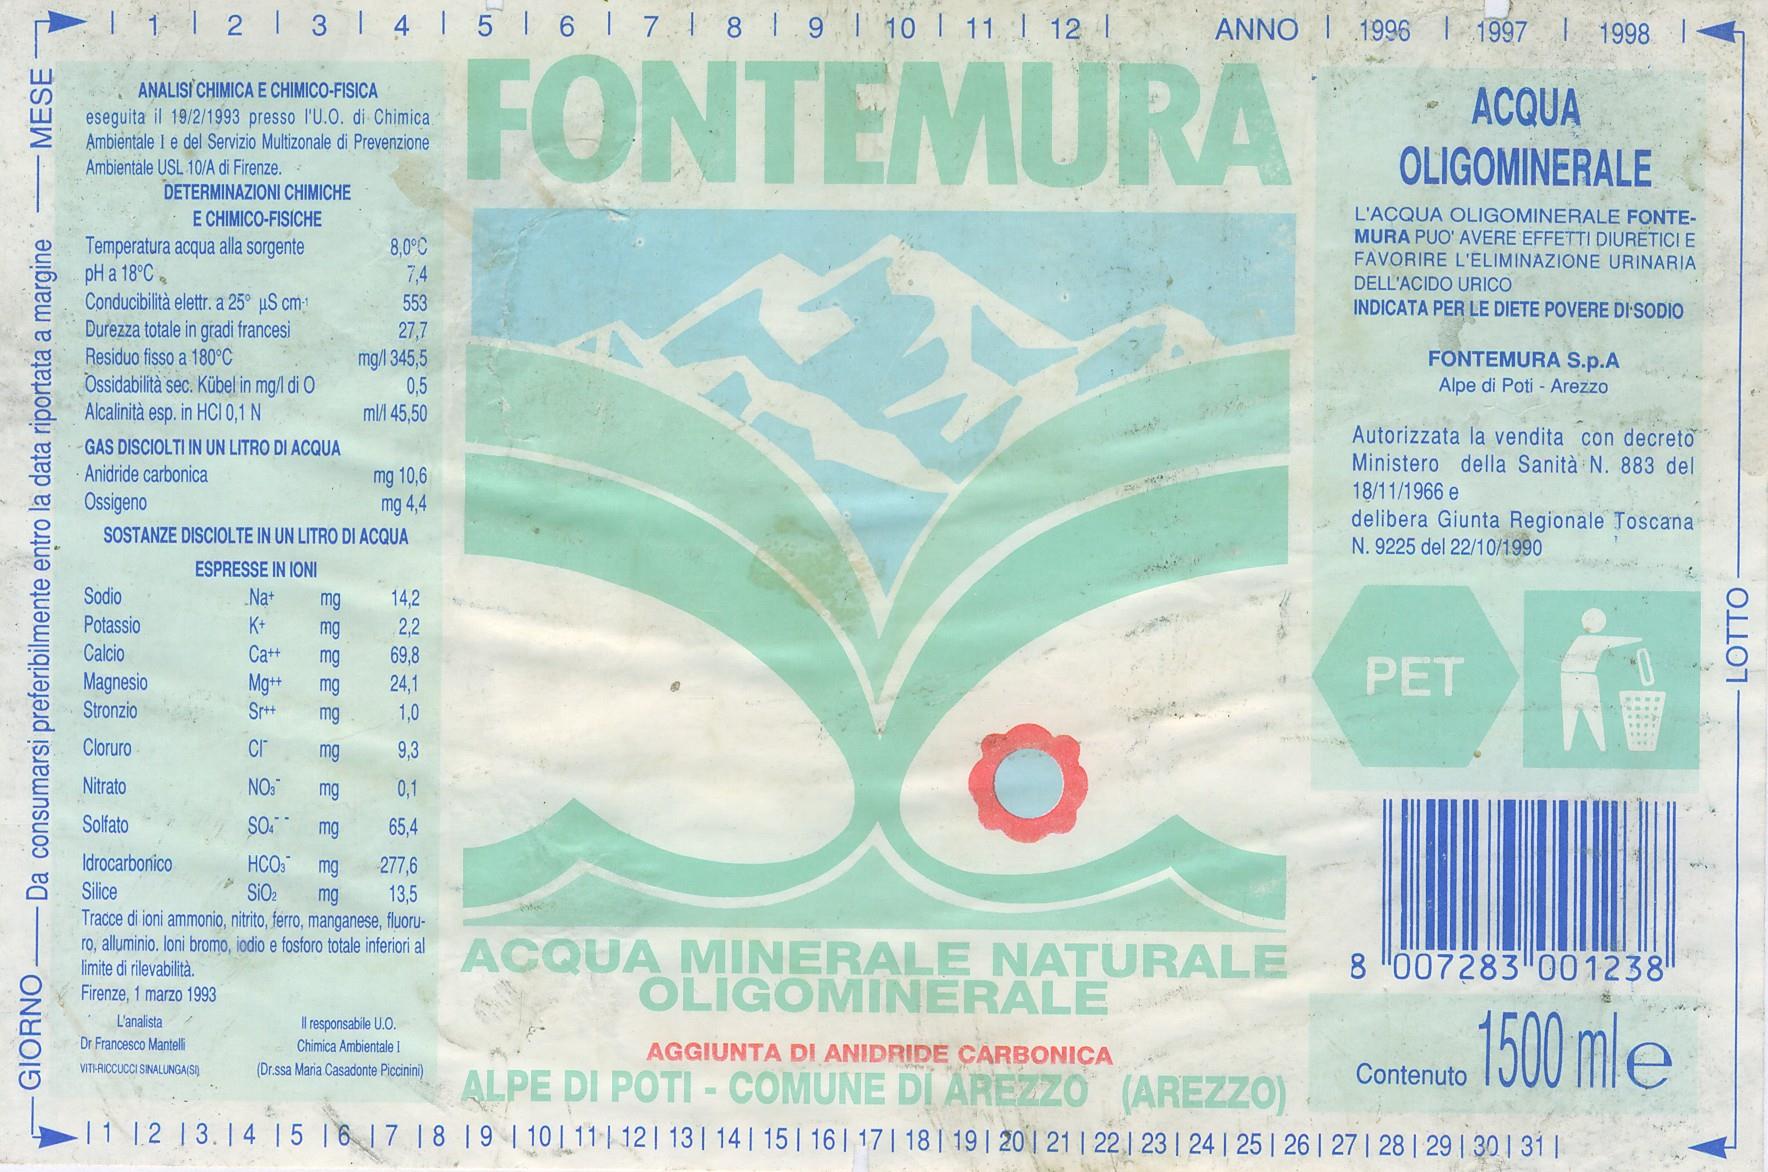 | 1 | 2 | 3 | 4 | 5 | 6 | 7 | 8 | 9 | 10 | 11 | 12 | ANNO | 1996 | 1997 | 1998 |
GIORNO — Da consumarsi preferibilmente entro la data riportata a margine — MESE
ANALISI CHIMICA E CHIMICO-FISICA
eseguita il 19/2/1993 presso l'U.O. di Chimica
Ambientale I e del Servizio Multizonale di Prevenzione
Ambientale USL 10/A di Firenze.
DETERMINAZIONI CHIMICHE
E CHIMICO-FISICHE
Temperatura acqua alla sorgente 8,0°C
pH a 18°C 7,4
Conducibilità elettr. a 25° µS cm-¹ 553
Durezza totale in gradi francesi 27,7
Residuo fisso a 180°C mg/l 345,5
Ossidabilità sec. Kübel in mg/l di O 0,5
Alcalinità esp. in HCl 0,1 N ml/l 45,50
GAS DISCIOLTI IN UN LITRO DI ACQUA
Anidride carbonica mg 10,6
Ossigeno mg 4,4
SOSTANZE DISCIOLTE IN UN LITRO DI ACQUA
ESPRESSE IN IONI
Sodio Na⁺ mg 14,2
Potassio K⁺ mg 2,2
Calcio Ca⁺⁺ mg 69,8
Magnesio Mg⁺⁺ mg 24,1
Stronzio Sr⁺⁺ mg 1,0
Cloruro Cl⁻ mg 9,3
Nitrato NO₃⁻ mg 0,1
Solfato SO₄⁻⁻ mg 65,4
Idrocarbonico HCO₃⁻ mg 277,6
Silice SiO₂ mg 13,5
Tracce di ioni ammonio, nitrito, ferro, manganese, fluoru-
ro, alluminio. Ioni bromo, iodio e fosforo totale inferiori al
limite di rilevabilità.
Firenze, 1 marzo 1993
L'analista Il responsabile U.O.
Dr Francesco Mantelli Chimica Ambientale I
VITI-RICCUCCI SINALUNGA(SI) (Dr.ssa Maria Casadonte Piccinini)
FONTEMURA
ACQUA MINERALE NATURALE
OLIGOMINERALE
AGGIUNTA DI ANIDRIDE CARBONICA
ALPE DI POTI - COMUNE DI AREZZO (AREZZO)
ACQUA
OLIGOMINERALE
L'ACQUA OLIGOMINERALE FONTE-
MURA PUO' AVERE EFFETTI DIURETICI E
FAVORIRE L'ELIMINAZIONE URINARIA
DELL'ACIDO URICO
INDICATA PER LE DIETE POVERE DI SODIO
FONTEMURA S.p.A
Alpe di Poti - Arezzo
Autorizzata la vendita con decreto
Ministero della Sanità N. 883 del
18/11/1966 e
delibera Giunta Regionale Toscana
N. 9225 del 22/10/1990
PET
8 007283 001238
Contenuto 1500 ml e
LOTTO
| 1 | 2 | 3 | 4 | 5 | 6 | 7 | 8 | 9 | 10 | 11 | 12 | 13 | 14 | 15 | 16 | 17 | 18 | 19 | 20 | 21 | 22 | 23 | 24 | 25 | 26 | 27 | 28 | 29 | 30 | 31 |